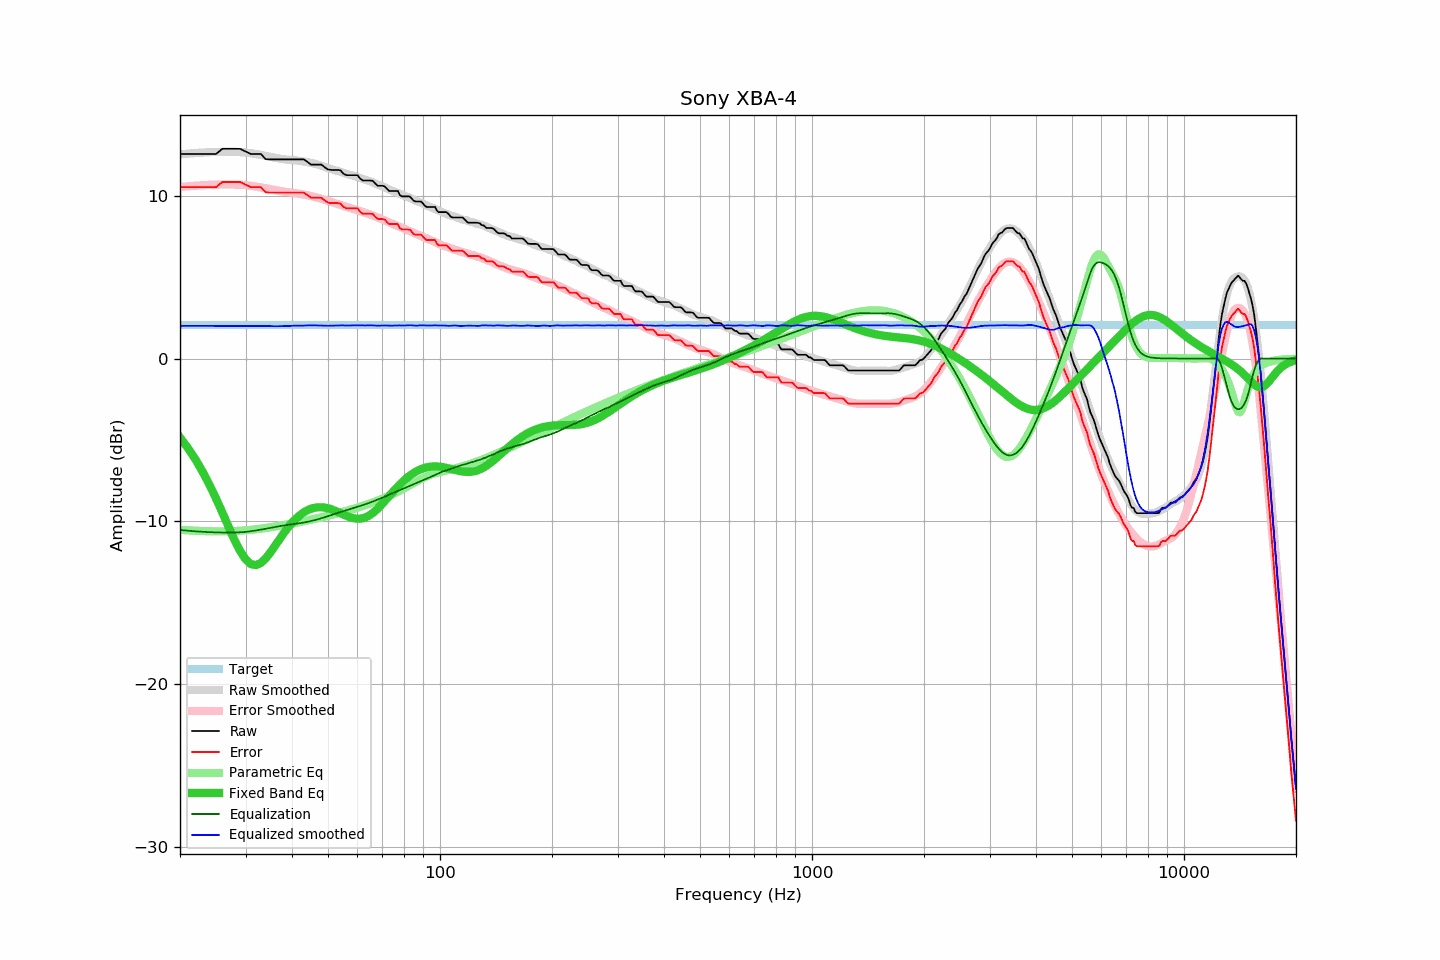 Sony XBA-4
Amplitude (dBr)
10
0
−10
−20
−30
Target
Raw Smoothed
Error Smoothed
Raw
Error
Parametric Eq
Fixed Band Eq
Equalization
Equalized smoothed
100
1000
10000
Frequency (Hz)